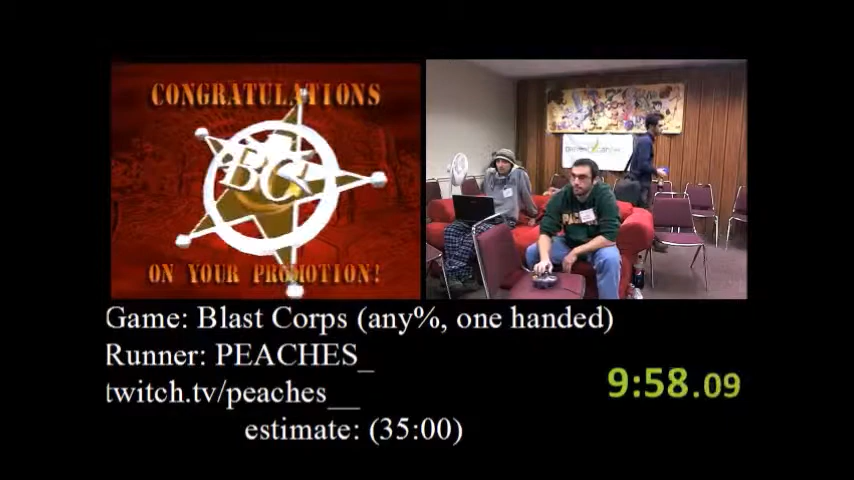 CONGRATULATIONS
BC
ON YOUR PROMOTION!
Game: Blast Corps (any%, one handed)
Runner: PEACHES_
twitch.tv/peaches__
9:58.09
estimate: (35:00)